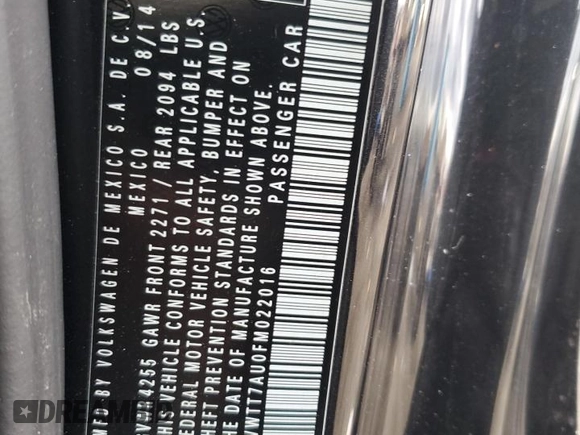 MFD BY VOLKSWAGEN DE MEXICO S.A. DE C.V.
MEXICO 08/14
4255 GAWR FRONT 2271 / REAR 2094 LBS
THIS VEHICLE CONFORMS TO ALL APPLICABLE U.S.
FEDERAL MOTOR VEHICLE SAFETY, BUMPER AND
THEFT PREVENTION STANDARDS IN EFFECT ON
THE DATE OF MANUFACTURE SHOWN ABOVE.
VW1T7AU0FM022016 PASSENGER CAR